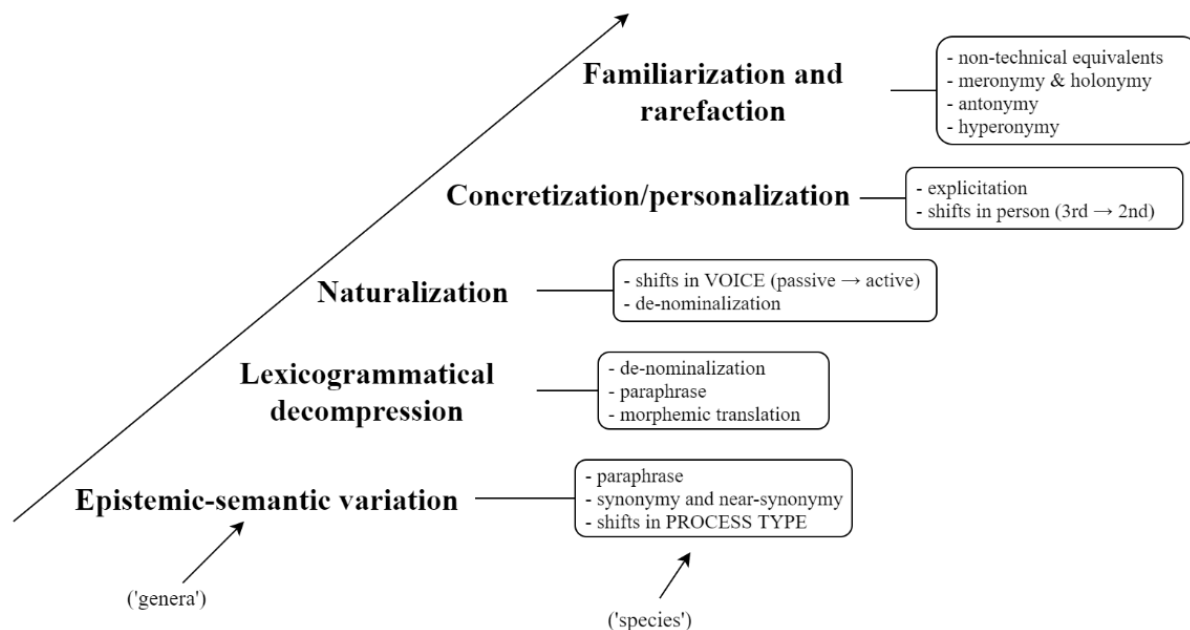 Familiarization and
rarefaction
- non-technical equivalents
- meronymy & holonymy
- antonymy
- hyperonymy
Concretization/personalization
- explicitation
- shifts in person (3rd → 2nd)
Naturalization
- shifts in VOICE (passive → active)
- de-nominalization
Lexicogrammatical
decompression
- de-nominalization
- paraphrase
- morphemic translation
Epistemic-semantic variation
- paraphrase
- synonymy and near-synonymy
- shifts in PROCESS TYPE
('genera')
('species')